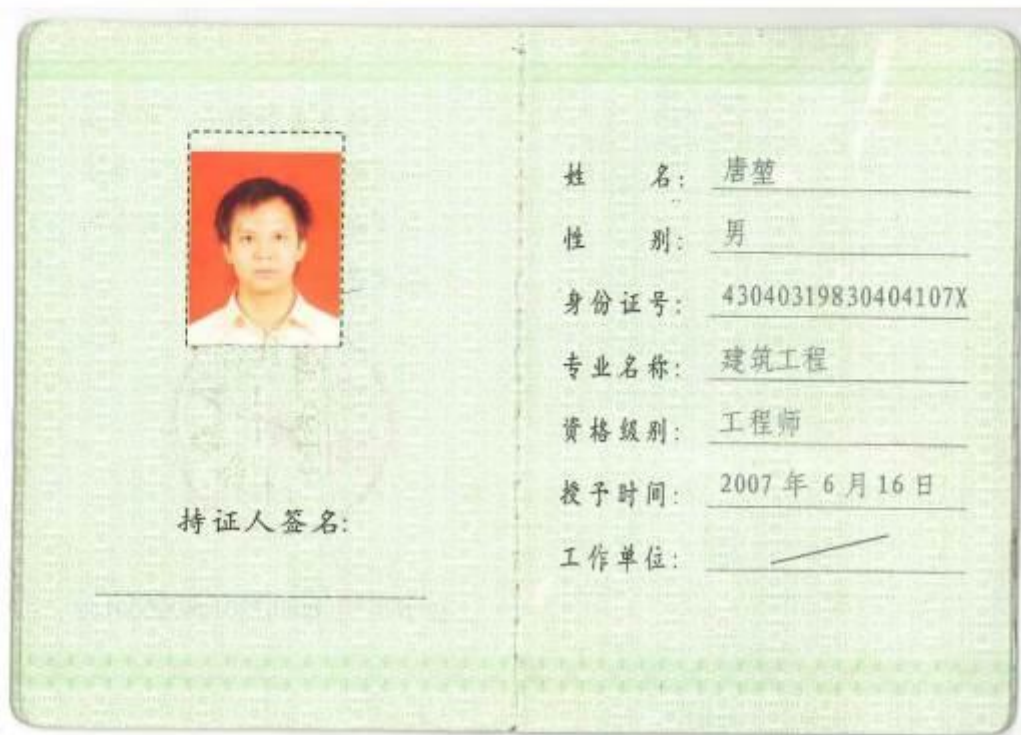 姓 名: 唐堃
性 别: 男
身份证号: 43040319830404107X
专业名称: 建筑工程
资格级别: 工程师
授予时间: 2007 年 6 月 16 日
工作单位:
持证人签名: